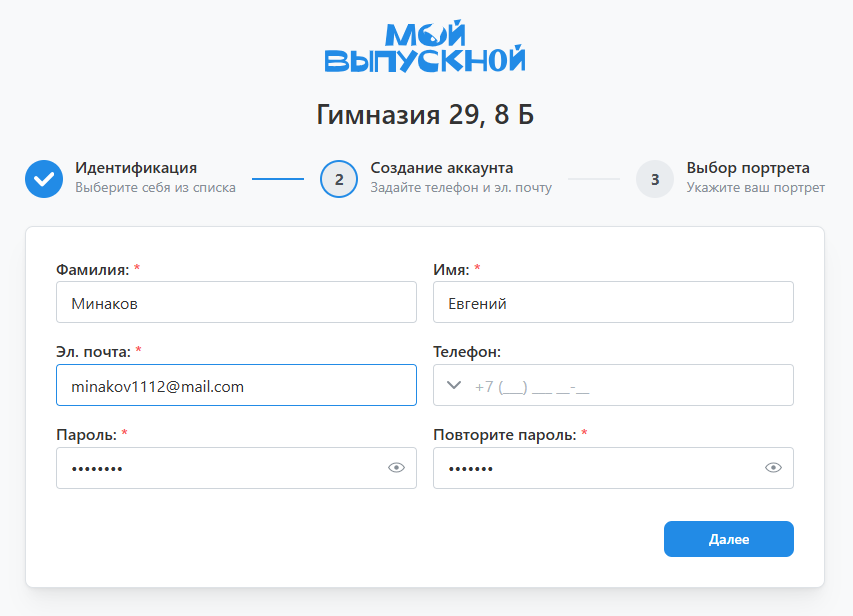 МОЙ
ВЫПУСКНОЙ
Гимназия 29, 8 Б
Идентификация
Выберите себя из списка
2
Создание аккаунта
Задайте телефон и эл. почту
3
Выбор портрета
Укажите ваш портрет
Фамилия: *
Имя: *
Минаков
Евгений
Эл. почта: *
Телефон:
minakov1112@mail.com
+7 (___) ___ __-__
Пароль: *
Повторите пароль: *
••••••••
•••••••
Далее